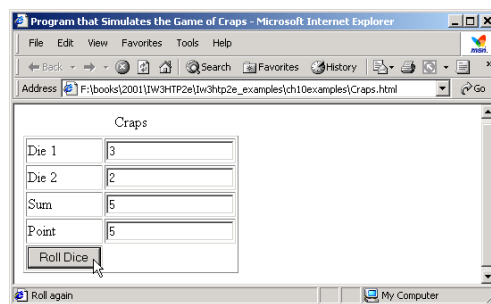 Program that Simulates the Game of Craps - Microsoft Internet Explorer
File Edit View Favorites Tools Help
msn
Back Search Favorites History »
Address F:\books\2001\IW3HTP2e\Iw3htp2e_examples\ch10examples\Craps.html Go
Craps
Die 1 3
Die 2 2
Sum 5
Point 5
Roll Dice
Roll again My Computer